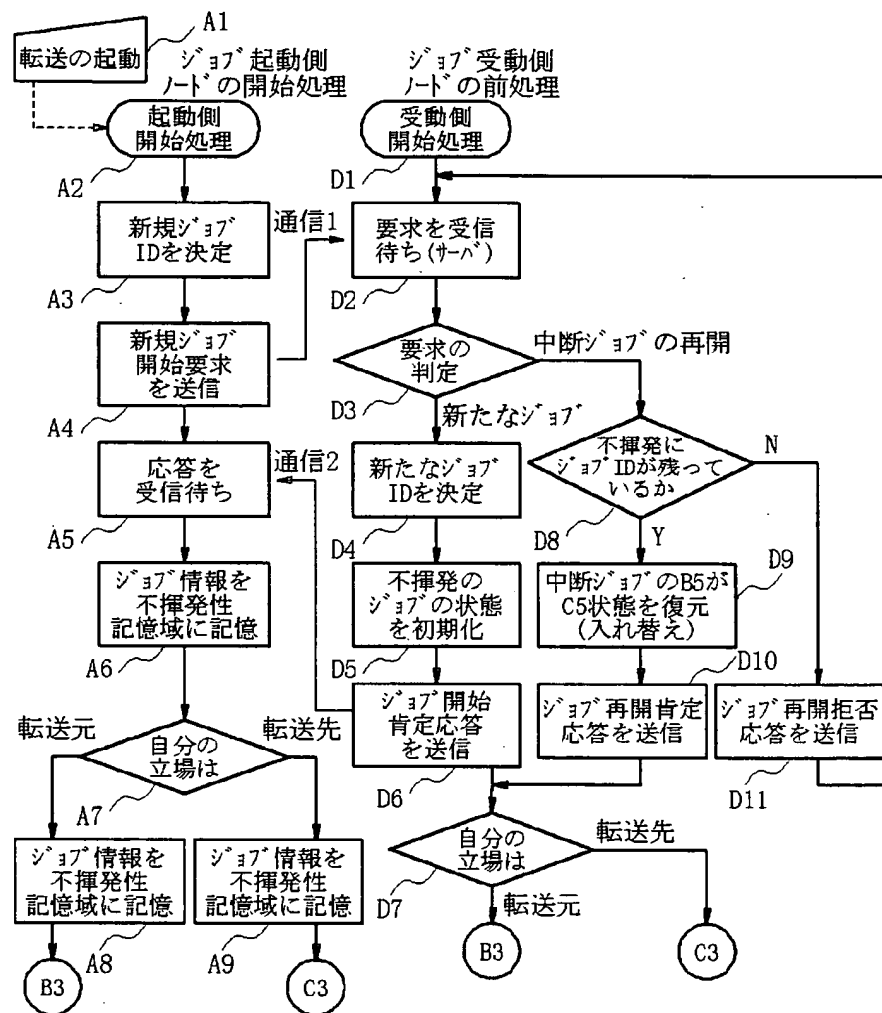 A1
転送の起動
ジョブ起動側
ノードの開始処理
起動側
開始処理
A2
新規ジョブ
IDを決定
A3
通信1
新規ジョブ
開始要求
を送信
A4
応答を
受信待ち
A5
通信2
ジョブ情報を
不揮発性
記憶域に記憶
A6
転送元
転送先
自分の
立場は
A7
ジョブ情報を
不揮発性
記憶域に記憶
A8
ジョブ情報を
不揮発性
記憶域に記憶
A9
B3
C3
ジョブ受動側
ノードの前処理
受動側
開始処理
D1
要求を受信
待ち(サーバ)
D2
要求の
判定
D3
中断ジョブの再開
新たなジョブ
新たなジョブ
IDを決定
D4
不揮発の
ジョブの状態
を初期化
D5
ジョブ開始
肯定応答
を送信
D6
不揮発に
ジョブIDが残って
いるか
D8
N
Y
中断ジョブのB5が
C5状態を復元
(入れ替え)
D9
ジョブ再開肯定
応答を送信
D10
ジョブ再開拒否
応答を送信
D11
自分の
立場は
D7
転送先
転送元
B3
C3